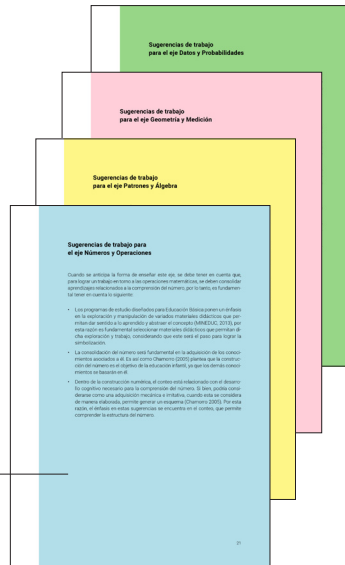 Sugerencias de trabajo
para el eje Datos y Probabilidades
Sugerencias de trabajo
para el eje Geometría y Medición
Sugerencias de trabajo
para el eje Patrones y Álgebra
Sugerencias de trabajo para
el eje Números y Operaciones
Cuando se anticipa la forma de enseñar este eje, se debe tener en cuenta que,
para lograr un trabajo en torno a las operaciones matemáticas, se deben consolidar
aprendizajes relacionados a la comprensión del número, por lo tanto, es fundamen-
tal tener en cuenta lo siguiente:
• Los programas de estudio diseñados para Educación Básica ponen un énfasis
en la exploración y manipulación de variados materiales didácticos que per-
mitan dar sentido a lo aprendido y abstraer el concepto (MINEDUC, 2013), por
esta razón es fundamental seleccionar materiales didácticos que permitan di-
cha exploración y trabajo, considerando que este será el paso para lograr la
simbolización.
• La consolidación del número será fundamental en la adquisición de los conoci-
mientos asociados a él. Es así como Chamorro (2005) plantea que la construc-
ción del número es el objetivo de la educación infantil, ya que los demás conoci-
mientos se basarán en él.
• Dentro de la construcción numérica, el conteo está relacionado con el desarro-
llo cognitivo necesario para la comprensión del número. Si bien, podría consi-
derarse como una adquisición mecánica e imitativa, cuando esta se considera
de manera elaborada, permite generar un esquema (Chamorro 2005). Por esta
razón, el énfasis en estas sugerencias se encuentra en el conteo, que permite
comprender la estructura del número.